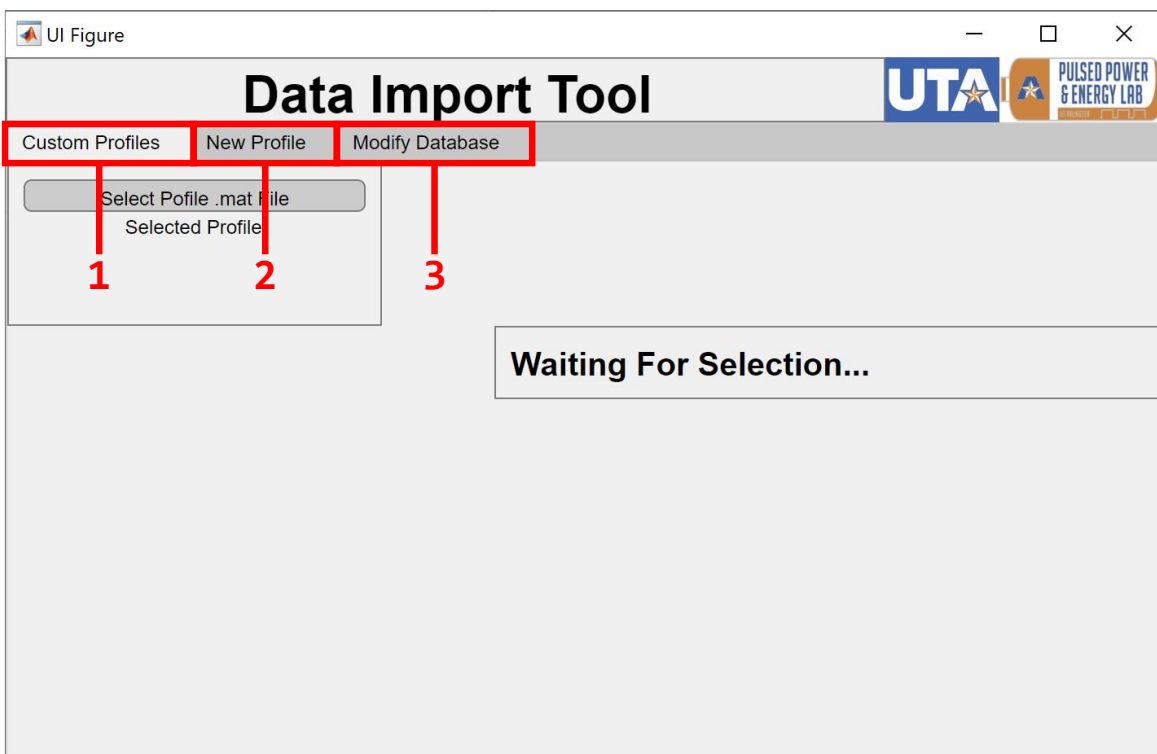 UI Figure
Data Import Tool
UTA
PULSED POWER
& ENERGY LAB
Custom Profiles New Profile Modify Database
Select Pofile .mat File
Selected Profile
1 2 3
Waiting For Selection...